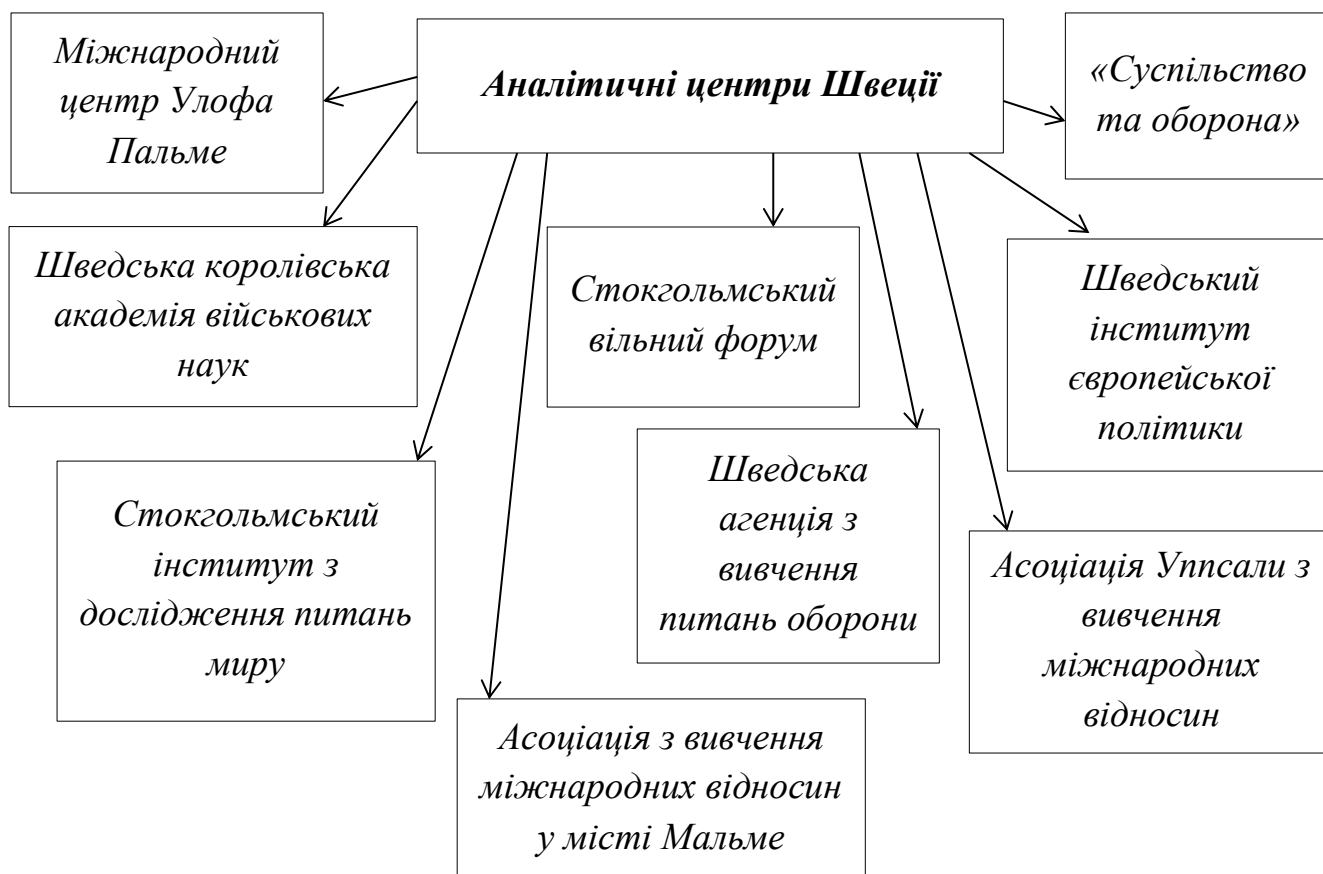 Аналітичні центри Швеції
Міжнародний
центр Улофа
Пальме
«Суспільство
та оборона»
Шведська королівська
академія військових
наук
Стокгольмський
вільний форум
Шведський
інститут
європейської
політики
Стокгольмський
інститут з
дослідження питань
миру
Шведська
агенція з
вивчення
питань оборони
Асоціація Уппсали з
вивчення
міжнародних
відносин
Асоціація з вивчення
міжнародних відносин
у місті Мальме